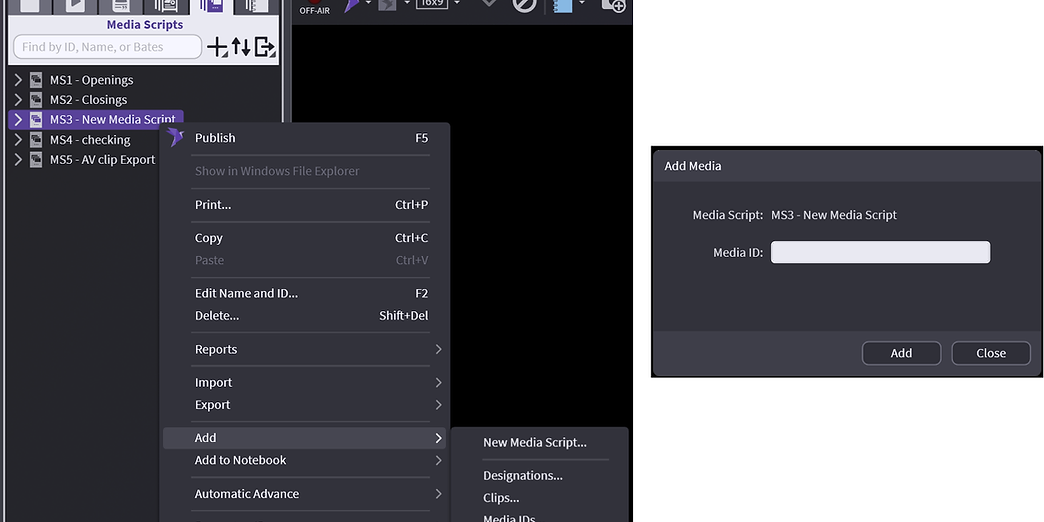 OFF-AIR
16x9
Media Scripts
Find by ID, Name, or Bates
MS1 - Openings
MS2 - Closings
MS3 - New Media Script
MS4 - checking
MS5 - AV clip Export
Publish F5
Show in Windows File Explorer
Print... Ctrl+P
Copy Ctrl+C
Paste Ctrl+V
Edit Name and ID... F2
Delete... Shift+Del
Reports
Import
Export
Add
Add to Notebook
Automatic Advance
New Media Script...
Designations...
Clips...
Media IDs
Add Media
Media Script: MS3 - New Media Script
Media ID:
Add Close